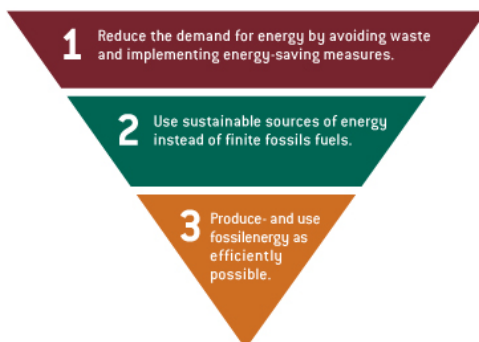 1 Reduce the demand for energy by avoiding waste
and implementing energy-saving measures.
2 Use sustainable sources of energy
instead of finite fossils fuels.
3 Produce- and use
fossilenergy as
efficiently
possible.